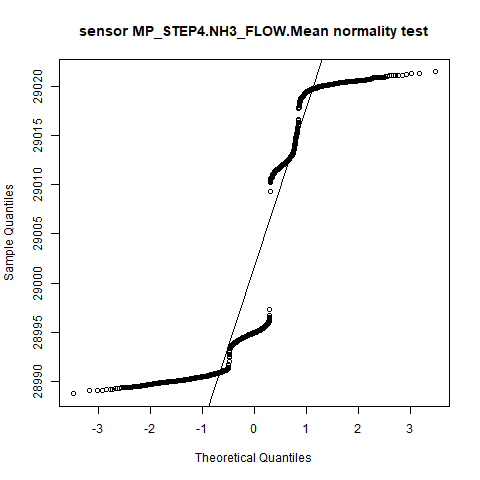 sensor MP_STEP4.NH3_FLOW.Mean normality test
Sample Quantiles
29020
29015
29010
29005
29000
28995
28990
-3 -2 -1 0 1 2 3
Theoretical Quantiles